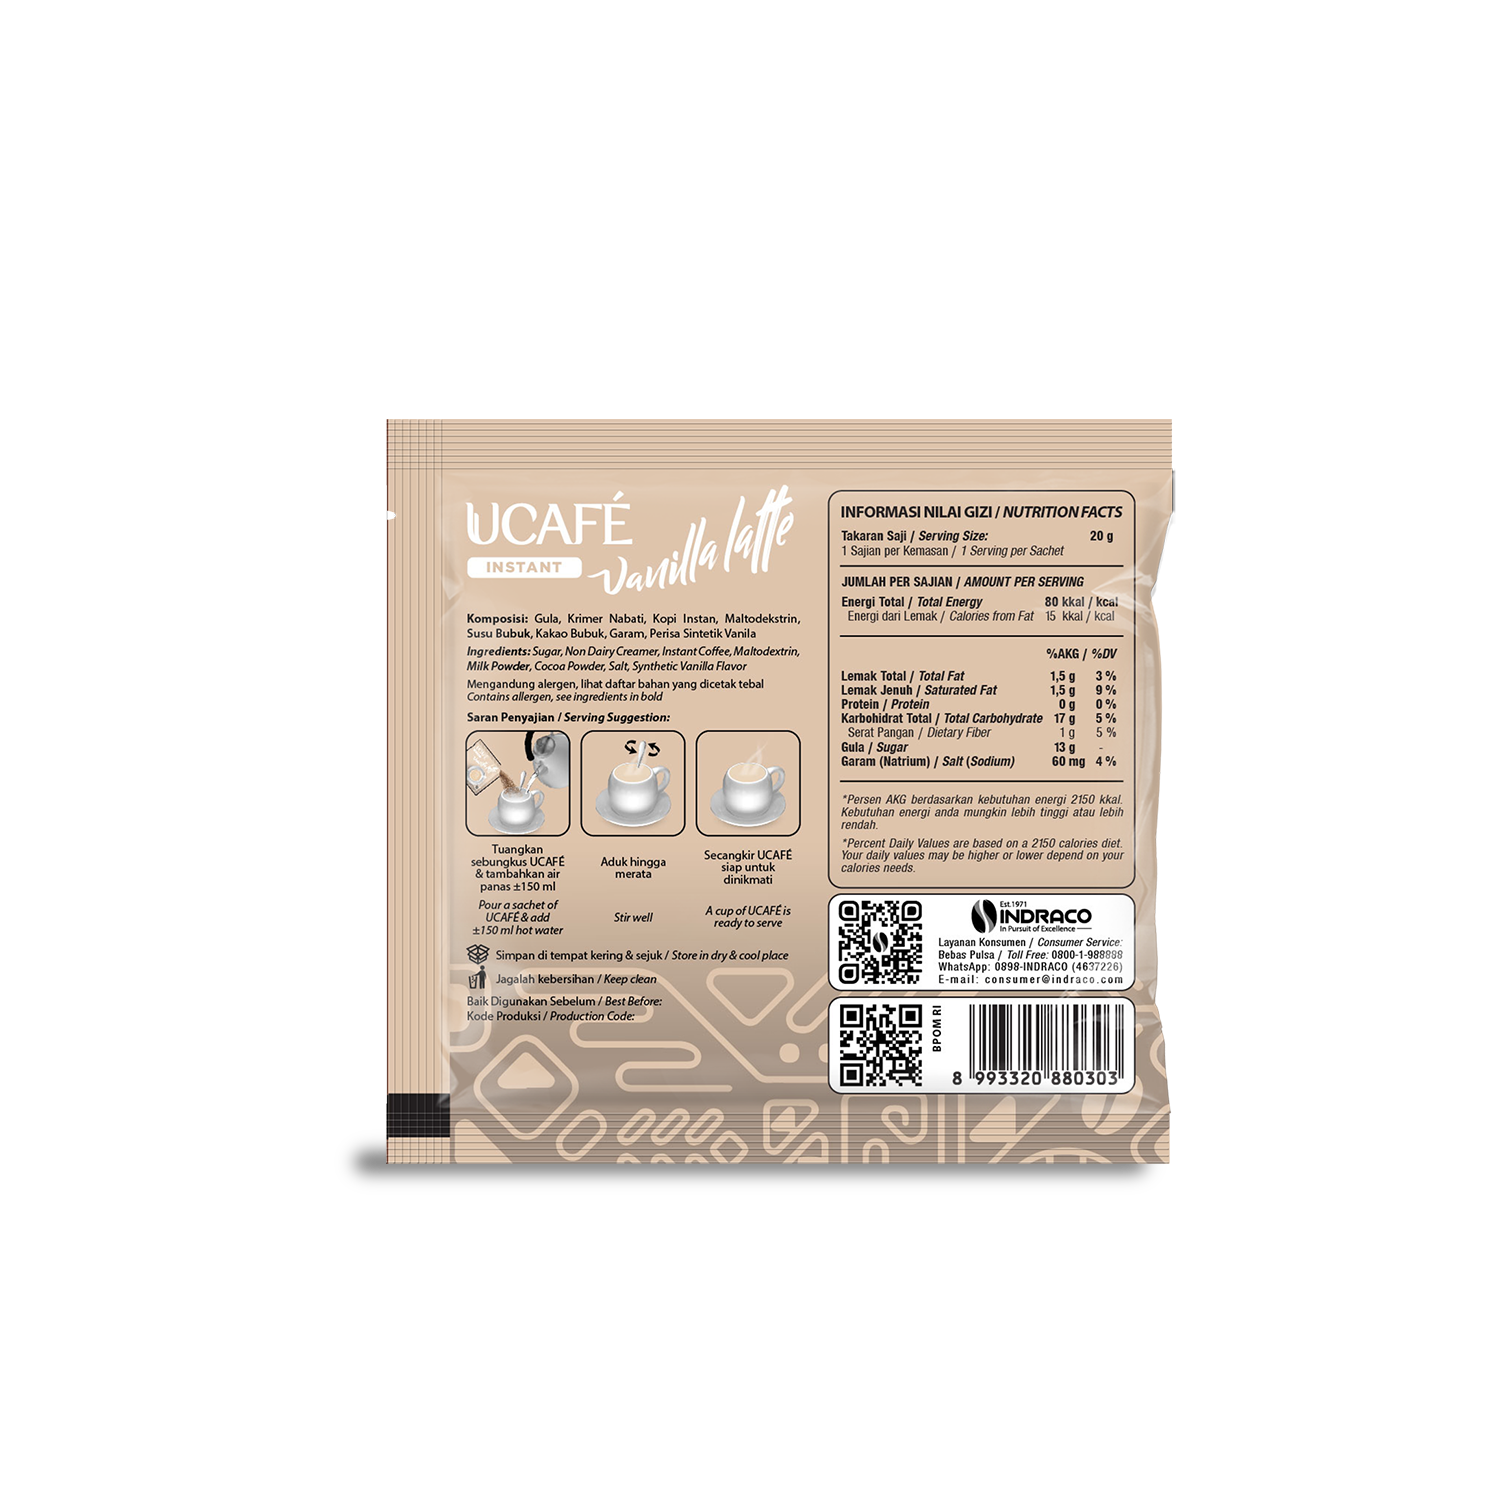 UCAFÉ
INSTANT
Vanilla latte
Komposisi: Gula, Krimer Nabati, Kopi Instan, Maltodekstrin,
Susu Bubuk, Kakao Bubuk, Garam, Perisa Sintetik Vanila
Ingredients: Sugar, Non Dairy Creamer, Instant Coffee, Maltodextrin,
Milk Powder, Cocoa Powder, Salt, Synthetic Vanilla Flavor
Mengandung alergen, lihat daftar bahan yang dicetak tebal
Contains allergen, see ingredients in bold
Saran Penyajian / Serving Suggestion:
Tuangkan
sebungkus UCAFÉ
& tambahkan air
panas ±150 ml
Pour a sachet of
UCAFÉ & add
±150 ml hot water
Aduk hingga
merata
Stir well
Secangkir UCAFÉ
siap untuk
dinikmati
A cup of UCAFÉ is
ready to serve
Simpan di tempat kering & sejuk / Store in dry & cool place
Jagalah kebersihan / Keep clean
Baik Digunakan Sebelum / Best Before:
Kode Produksi / Production Code:
INFORMASI NILAI GIZI / NUTRITION FACTS
Takaran Saji / Serving Size: 20 g
1 Sajian per Kemasan / 1 Serving per Sachet
JUMLAH PER SAJIAN / AMOUNT PER SERVING
Energi Total / Total Energy 80 kkal / kcal
Energi dari Lemak / Calories from Fat 15 kkal / kcal
%AKG / %DV
Lemak Total / Total Fat 1,5 g 3 %
Lemak Jenuh / Saturated Fat 1,5 g 9 %
Protein / Protein 0 g 0 %
Karbohidrat Total / Total Carbohydrate 17 g 5 %
Serat Pangan / Dietary Fiber 1 g 5 %
Gula / Sugar 13 g -
Garam (Natrium) / Salt (Sodium) 60 mg 4 %
*Persen AKG berdasarkan kebutuhan energi 2150 kkal.
Kebutuhan energi anda mungkin lebih tinggi atau lebih
rendah.
*Percent Daily Values are based on a 2150 calories diet.
Your daily values may be higher or lower depend on your
calories needs.
Est.1971
INDRACO
In Pursuit of Excellence
Layanan Konsumen / Consumer Service:
Bebas Pulsa / Toll Free: 0800-1-988888
WhatsApp: 0898-INDRACO (4637226)
E-mail: consumer@indraco.com
BPOM RI
8 993320 880303